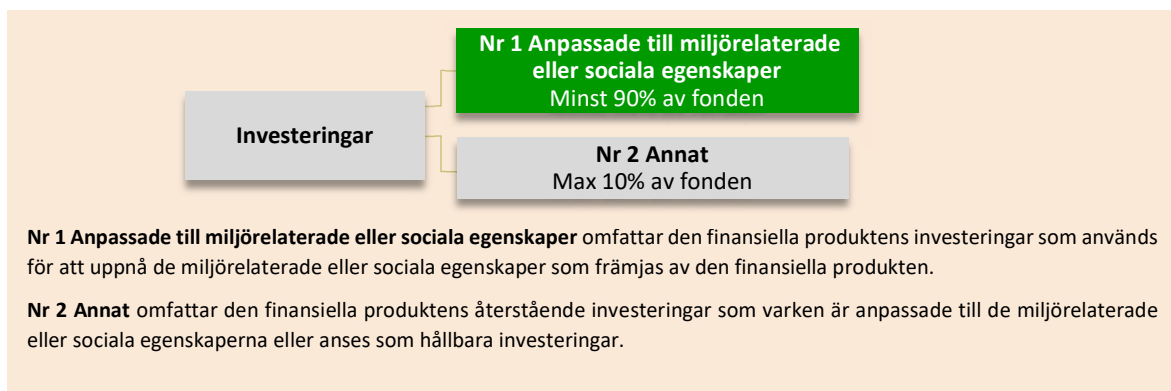 Nr 1 Anpassade till miljörelaterade
eller sociala egenskaper
Minst 90% av fonden
Investeringar
Nr 2 Annat
Max 10% av fonden
Nr 1 Anpassade till miljörelaterade eller sociala egenskaper omfattar den finansiella produktens investeringar som används
för att uppnå de miljörelaterade eller sociala egenskaper som främjas av den finansiella produkten.
Nr 2 Annat omfattar den finansiella produktens återstående investeringar som varken är anpassade till de miljörelaterade
eller sociala egenskaperna eller anses som hållbara investeringar.